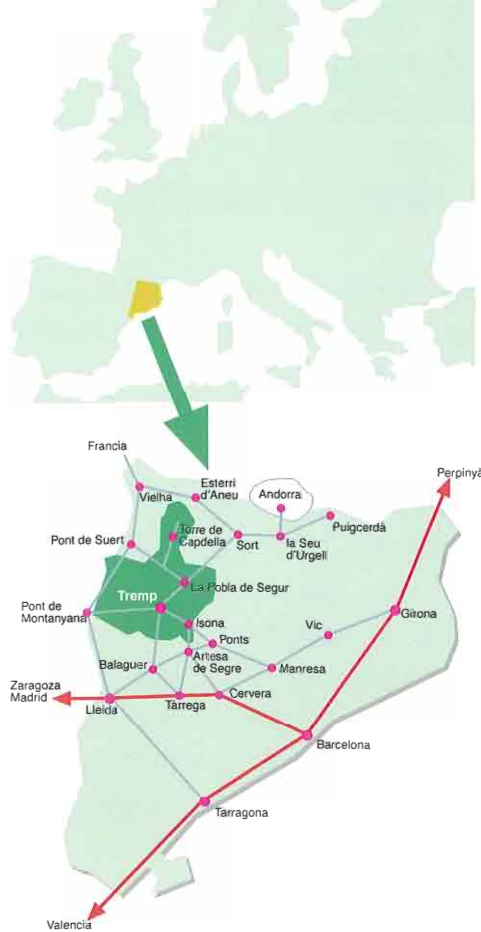 Francia
Perpinyà
Esterri
d'Aneu
Andorra
Vielha
Puigcerdá
Torre de
Capdella
Pont de Suert
Sort
la Seu
d'Urgell
La Pobla de Segur
Tremp
Pont de
Montanyana
Isona
Vic
Girona
Ponts
Balaguer
Artesa
de Segre
Manresa
Zaragoza
Madrid
Lleida
Tàrrega
Cervera
Barcelona
Tarragona
Valencia